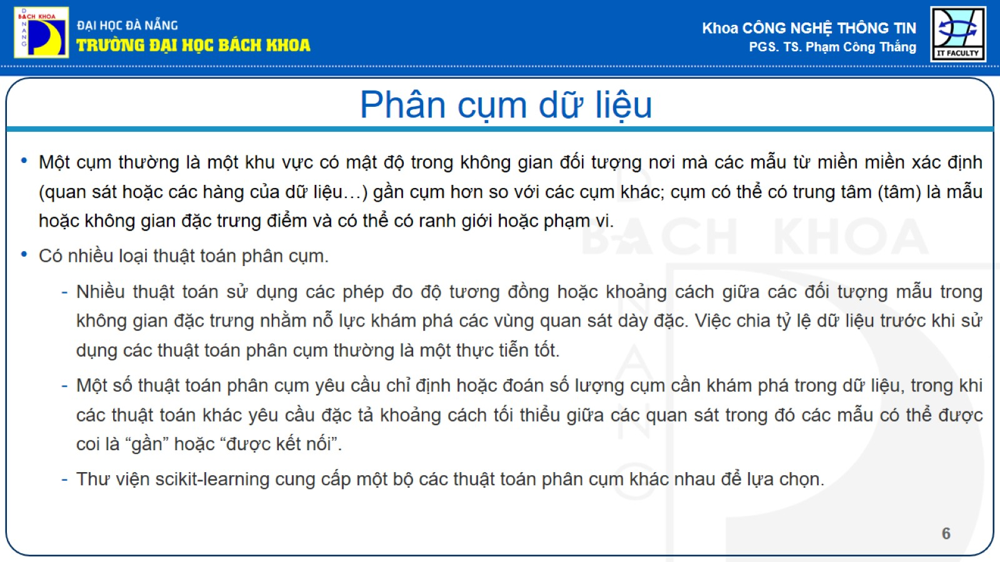 D
BACH KHOA
N
A
N
G
ĐẠI HỌC ĐÀ NẴNG
TRƯỜNG ĐẠI HỌC BÁCH KHOA
Khoa CÔNG NGHỆ THÔNG TIN
PGS. TS. Phạm Công Thắng
IT FACULTY
Phân cụm dữ liệu
• Một cụm thường là một khu vực có mật độ trong không gian đối tượng nơi mà các mẫu từ miền miền xác định
(quan sát hoặc các hàng của dữ liệu…) gần cụm hơn so với các cụm khác; cụm có thể có trung tâm (tâm) là mẫu
hoặc không gian đặc trưng điểm và có thể có ranh giới hoặc phạm vi.
• Có nhiều loại thuật toán phân cụm.
- Nhiều thuật toán sử dụng các phép đo độ tương đồng hoặc khoảng cách giữa các đối tượng mẫu trong
không gian đặc trưng nhằm nỗ lực khám phá các vùng quan sát dày đặc. Việc chia tỷ lệ dữ liệu trước khi sử
dụng các thuật toán phân cụm thường là một thực tiễn tốt.
- Một số thuật toán phân cụm yêu cầu chỉ định hoặc đoán số lượng cụm cần khám phá trong dữ liệu, trong khi
các thuật toán khác yêu cầu đặc tả khoảng cách tối thiểu giữa các quan sát trong đó các mẫu có thể được
coi là “gần” hoặc “được kết nối”.
- Thư viện scikit-learning cung cấp một bộ các thuật toán phân cụm khác nhau để lựa chọn.
D
BACH KHOA
N
A
N
G
6